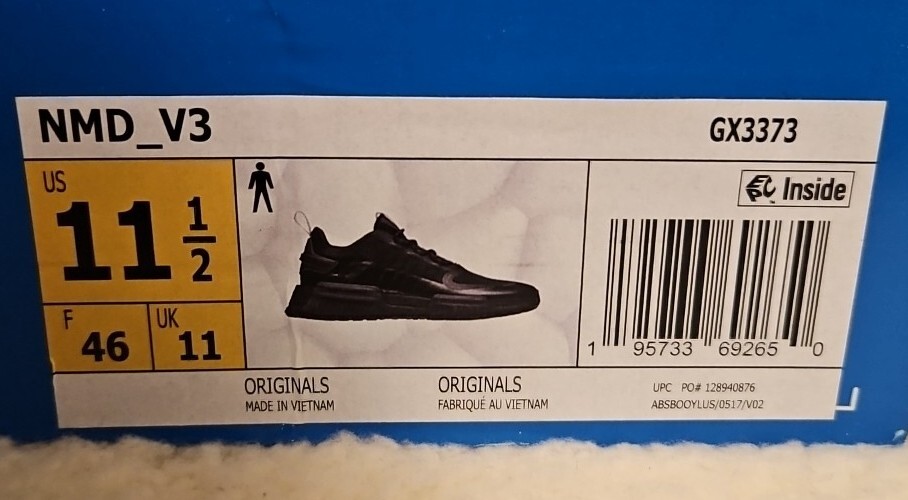 NMD_V3
GX3373
US
11 1/2
F
46
UK
11
EPC™ Inside
1 95733 69265 0
ORIGINALS
MADE IN VIETNAM
ORIGINALS
FABRIQUÉ AU VIETNAM
UPC PO# 128940876
ABSBOOYLUS/0517/V02